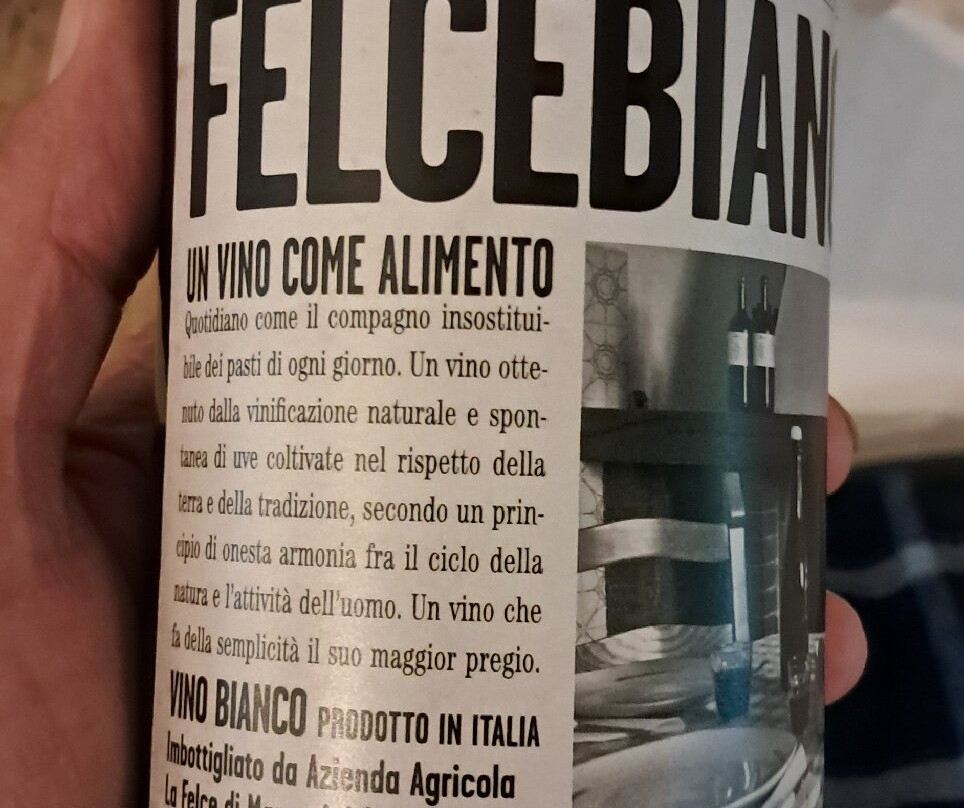 FELCEBIAN
UN VINO COME ALIMENTO
Quotidiano come il compagno insostitui-
bile dei pasti di ogni giorno. Un vino otte-
nuto dalla vinificazione naturale e spon-
tanea di uve coltivate nel rispetto della
terra e della tradizione, secondo un prin-
cipio di onesta armonia fra il ciclo della
natura e l'attività dell'uomo. Un vino che
fa della semplicità il suo maggior pregio.
VINO BIANCO PRODOTTO IN ITALIA
Imbottigliato da Azienda Agricola
La Felce di